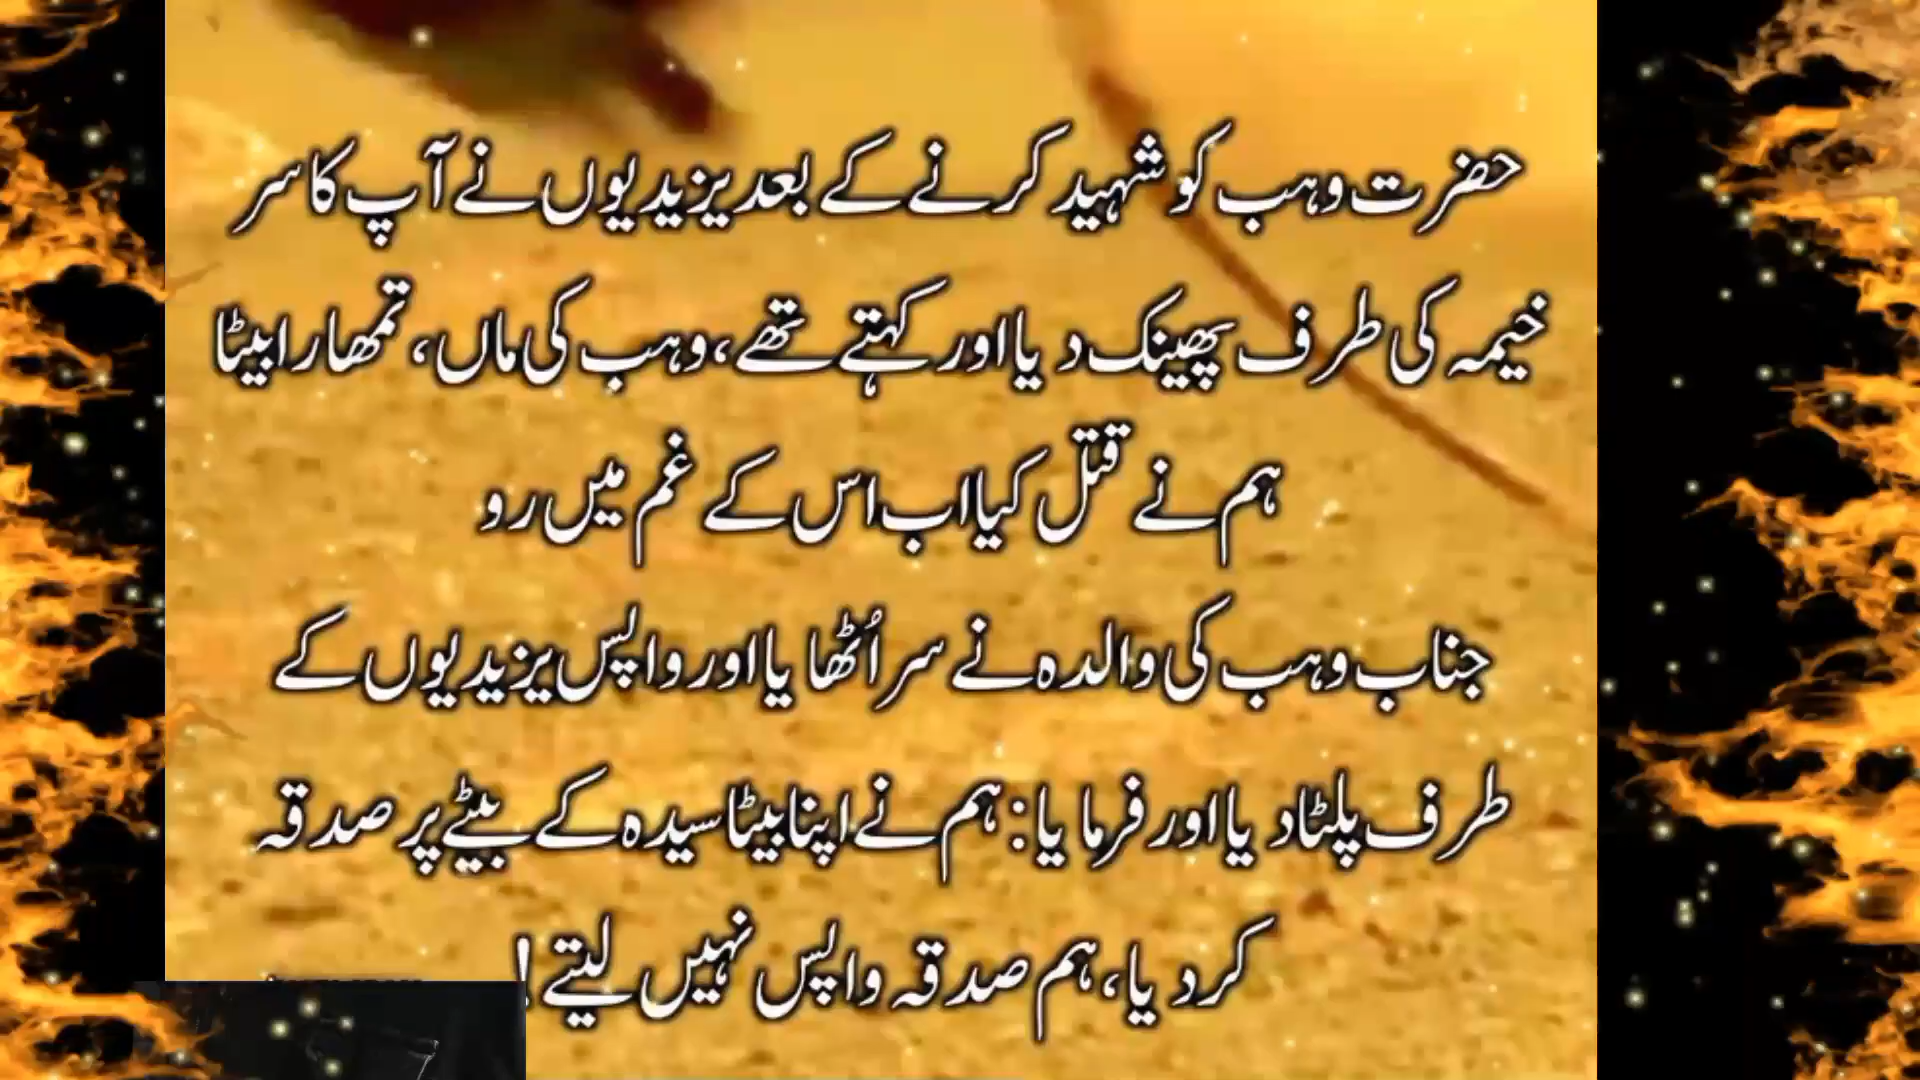 حضرت وہب کو شہید کرنے کے بعد یزیدیوں نے آپ کا سر
خیمہ کی طرف پھینک دیا اور کہتے تھے، وہب کی ماں، تمھارا بیٹا
ہم نے قتل کیا اب اس کے غم میں رو
جناب وہب کی والدہ نے سر اُٹھایا اور واپس یزیدیوں کے
طرف پلٹا دیا اور فرمایا: ہم نے اپنا بیٹا سیدہ کے بیٹے پر صدقہ
کر دیا، ہم صدقہ واپس نہیں لیتے!